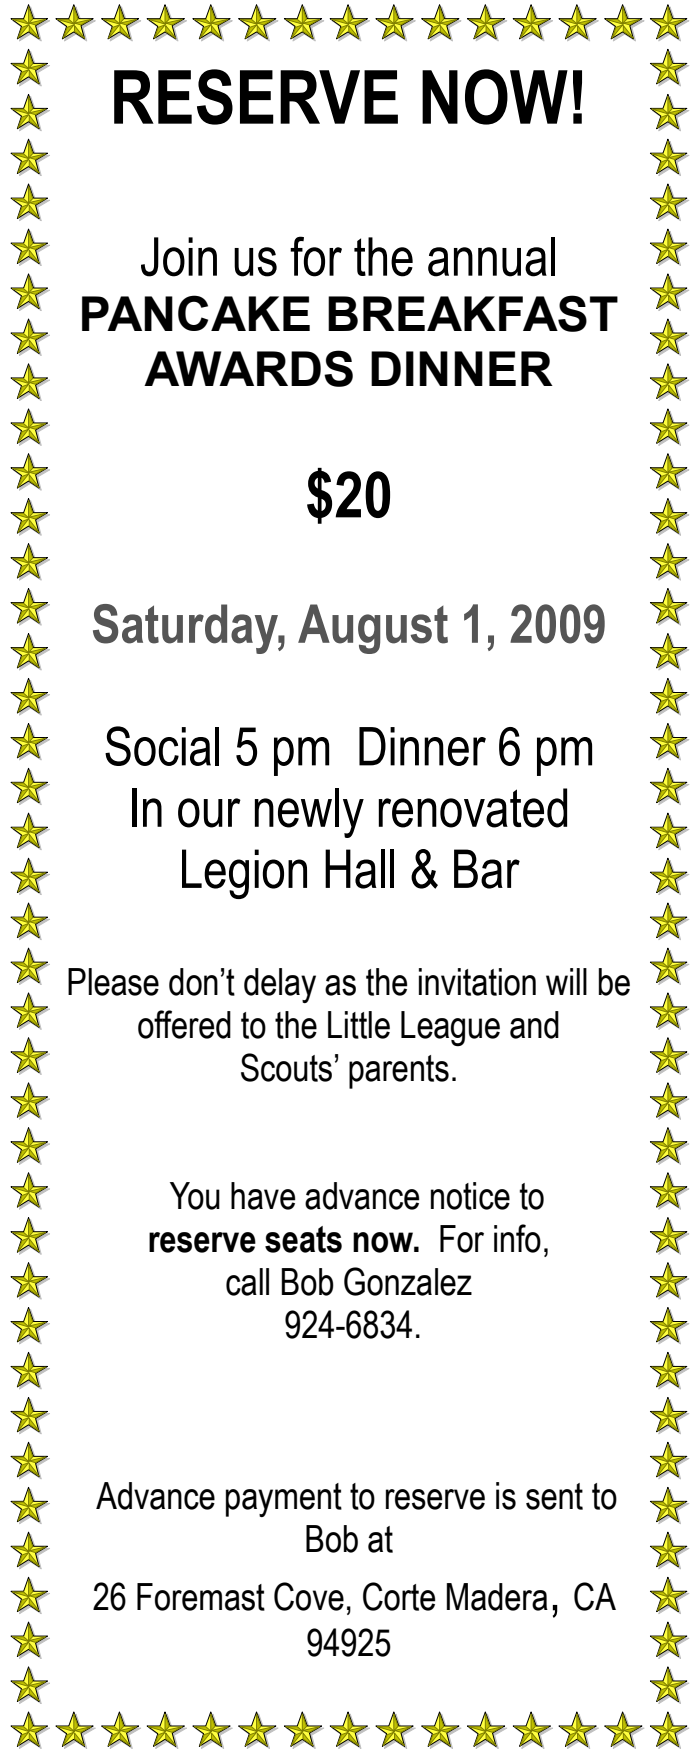 RESERVE NOW!
Join us for the annual
PANCAKE BREAKFAST
AWARDS DINNER
$20
Saturday, August 1, 2009
Social 5 pm  Dinner 6 pm
In our newly renovated
Legion Hall & Bar
Please don’t delay as the invitation will be
offered to the Little League and
Scouts’ parents.
You have advance notice to
reserve seats now.  For info,
call Bob Gonzalez
924-6834.
Advance payment to reserve is sent to
Bob at
26 Foremast Cove, Corte Madera, CA
94925